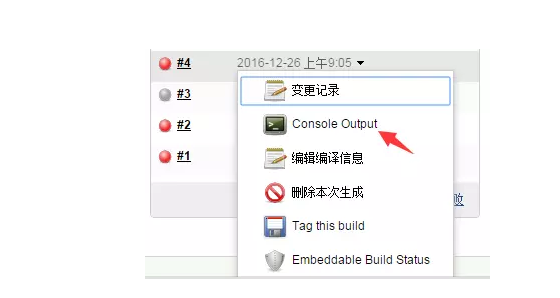 #4 2016-12-26 上午9:05
变更记录
#3
Console Output
#2
编辑编译信息
#1
删除本次生成
败
Tag this build
Embeddable Build Status